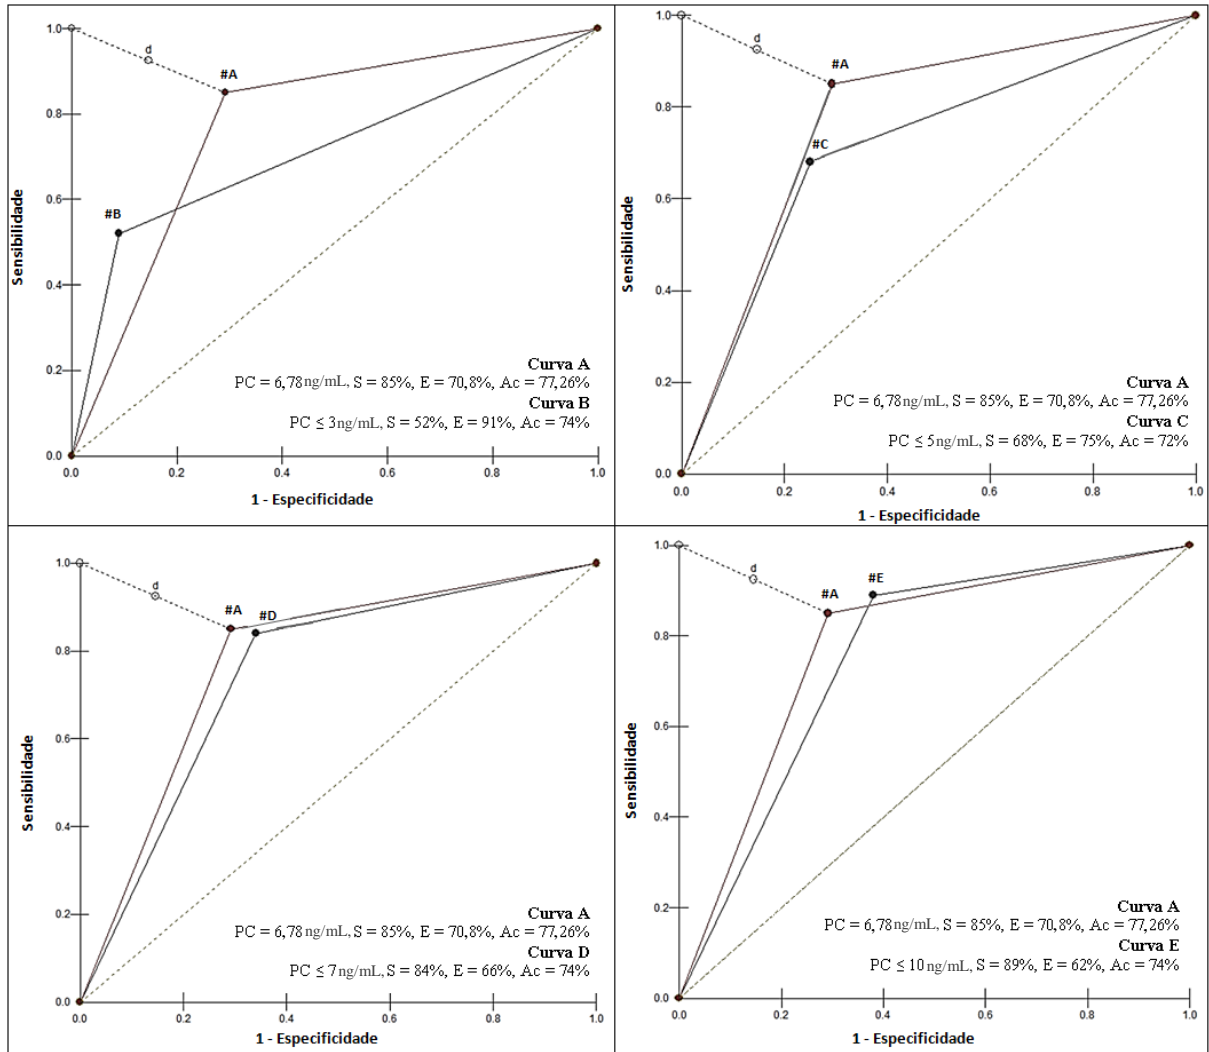 1.0
d
#A
0.8
0.6
#B
0.4
0.2
0.0
Sensibilidade
Curva A
PC = 6,78ng/mL, S = 85%, E = 70,8%, Ac = 77,26%
Curva B
PC ≤ 3ng/mL, S = 52%, E = 91%, Ac = 74%
0.0 0.2 0.4 0.6 0.8 1.0
1 - Especificidade
1.0
d
#A
0.8
#C
0.6
0.4
0.2
0.0
Sensibilidade
Curva A
PC = 6,78ng/mL, S = 85%, E = 70,8%, Ac = 77,26%
Curva C
PC ≤ 5ng/mL, S = 68%, E = 75%, Ac = 72%
0.0 0.2 0.4 0.6 0.8 1.0
1 - Especificidade
1.0
d
#A #D
0.8
0.6
0.4
0.2
0.0
Sensibilidade
Curva A
PC = 6,78ng/mL, S = 85%, E = 70,8%, Ac = 77,26%
Curva D
PC ≤ 7ng/mL, S = 84%, E = 66%, Ac = 74%
0.0 0.2 0.4 0.6 0.8 1.0
1 - Especificidade
1.0
d
#A #E
0.8
0.6
0.4
0.2
0.0
Sensibilidade
Curva A
PC = 6,78ng/mL, S = 85%, E = 70,8%, Ac = 77,26%
Curva E
PC ≤ 10ng/mL, S = 89%, E = 62%, Ac = 74%
0.0 0.2 0.4 0.6 0.8 1.0
1 - Especificidade